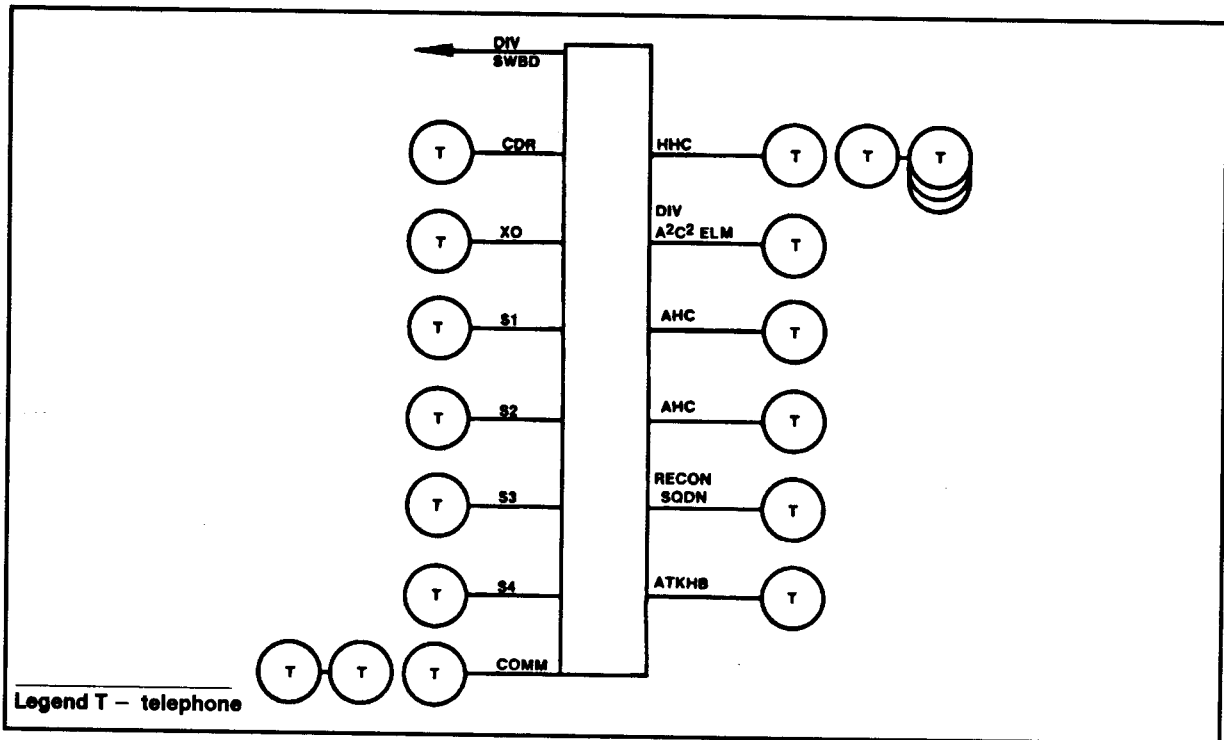 DIV
SWBD
T CDR
HHC T T T
T XO
DIV
A²C² ELM T
T S1
AHC T
T S2
AHC T
T S3
RECON
SQDN T
T S4
ATKHB T
T T T COMM
Legend T – telephone